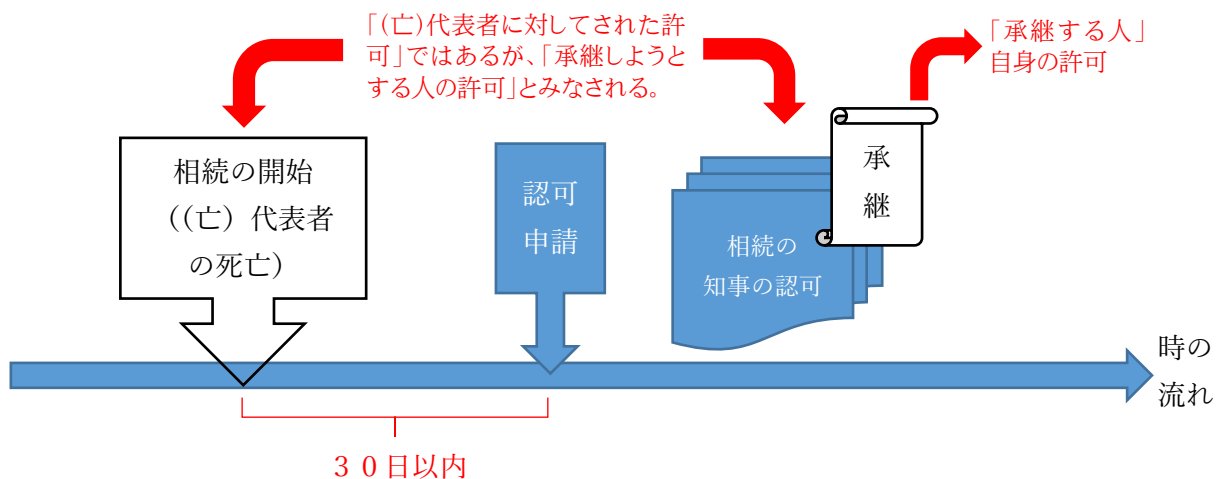 「(亡)代表者に対してされた許
可」ではあるが、「承継しようと
する人の許可」とみなされる。
「承継する人」
自身の許可
相続の開始
((亡)代表者
の死亡)
認可
申請
相続の
知事の認可
承
継
時の
流れ
30日以内